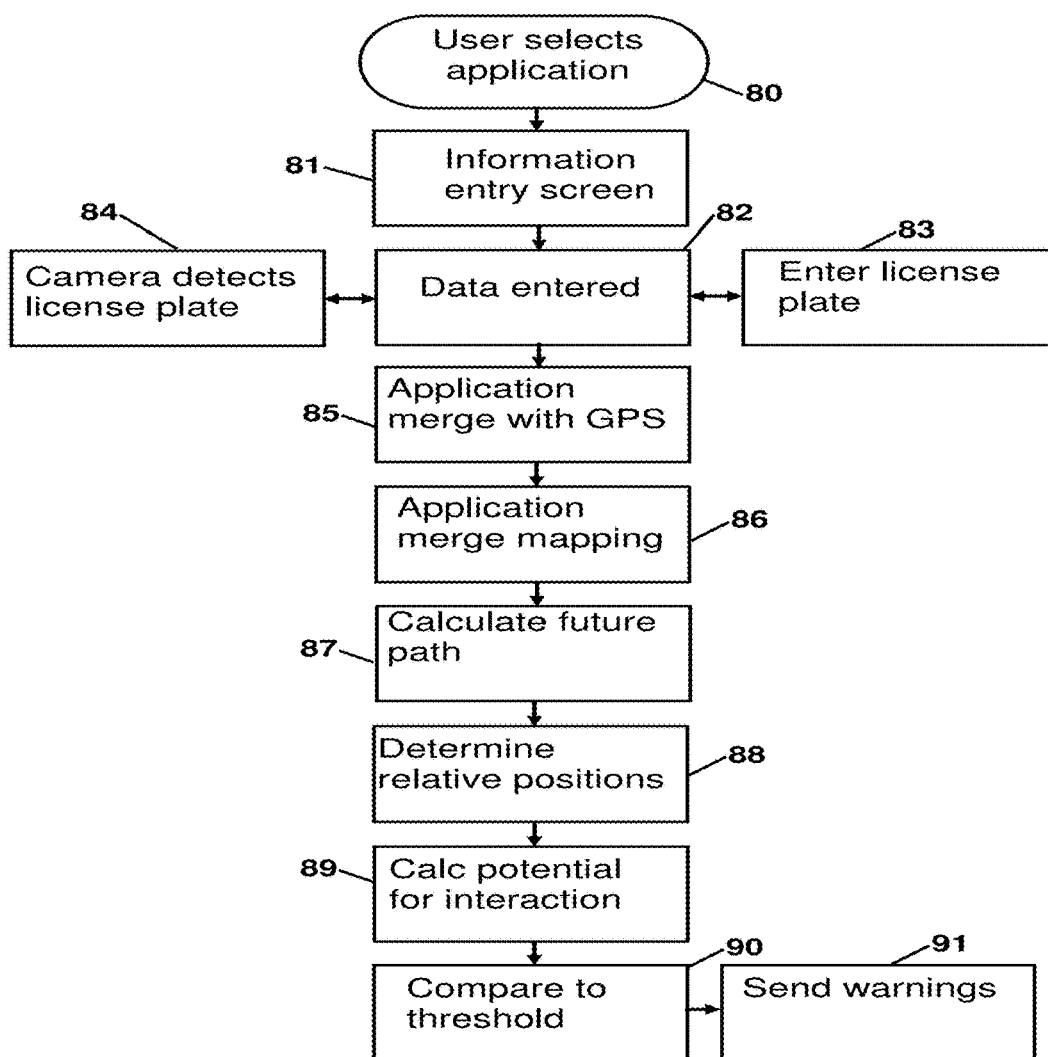 User selects
application
80
81
Information
entry screen
84
82
83
Camera detects
license plate
Data entered
Enter license
plate
85
Application
merge with GPS
Application
merge mapping
86
87
Calculate future
path
Determine
relative positions
88
89
Calc potential
for interaction
90
91
Compare to
threshold
Send warnings